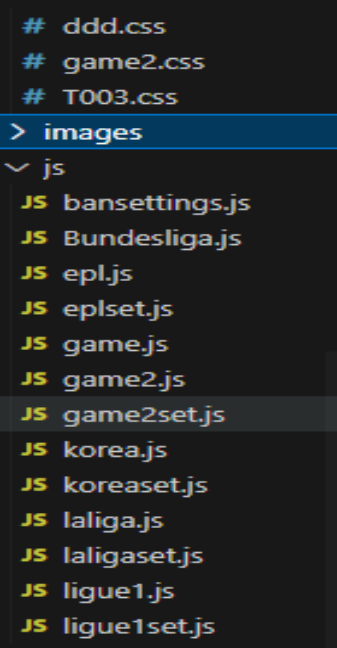 # ddd.css
# game2.css
# T003.css
> images
js
JS bansettings.js
JS Bundesliga.js
JS epl.js
JS eplset.js
JS game.js
JS game2.js
JS game2set.js
JS korea.js
JS koreaset.js
JS laliga.js
JS laligaset.js
JS ligue1.js
JS ligue1set.js